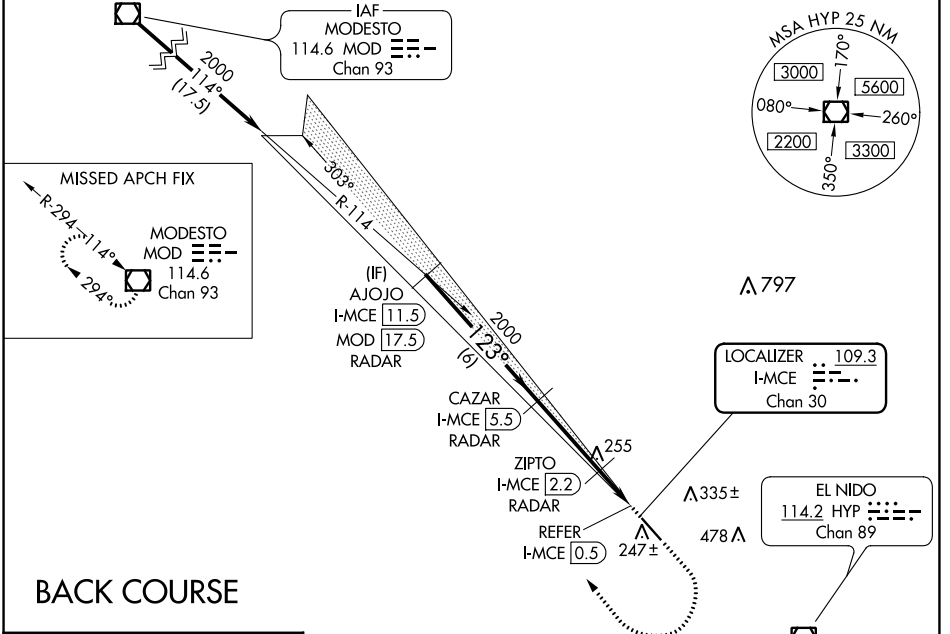 IAF
MODESTO
114.6 MOD
Chan 93
2000
114°
(17.5)
MSA HYP 25 NM
170°
3000
5600
080°
260°
2200
3300
350°
303°
R-114
MISSED APCH FIX
R-294
114°
MODESTO
MOD
114.6
Chan 93
294°
(IF)
AJOJO
I-MCE 11.5
MOD 17.5
RADAR
2000
123°
(6)
797
LOCALIZER 109.3
I-MCE
Chan 30
CAZAR
I-MCE 5.5
RADAR
255
ZIPTO
I-MCE 2.2
RADAR
335±
EL NIDO
114.2 HYP
Chan 89
REFER
I-MCE 0.5
247±
478
BACK COURSE